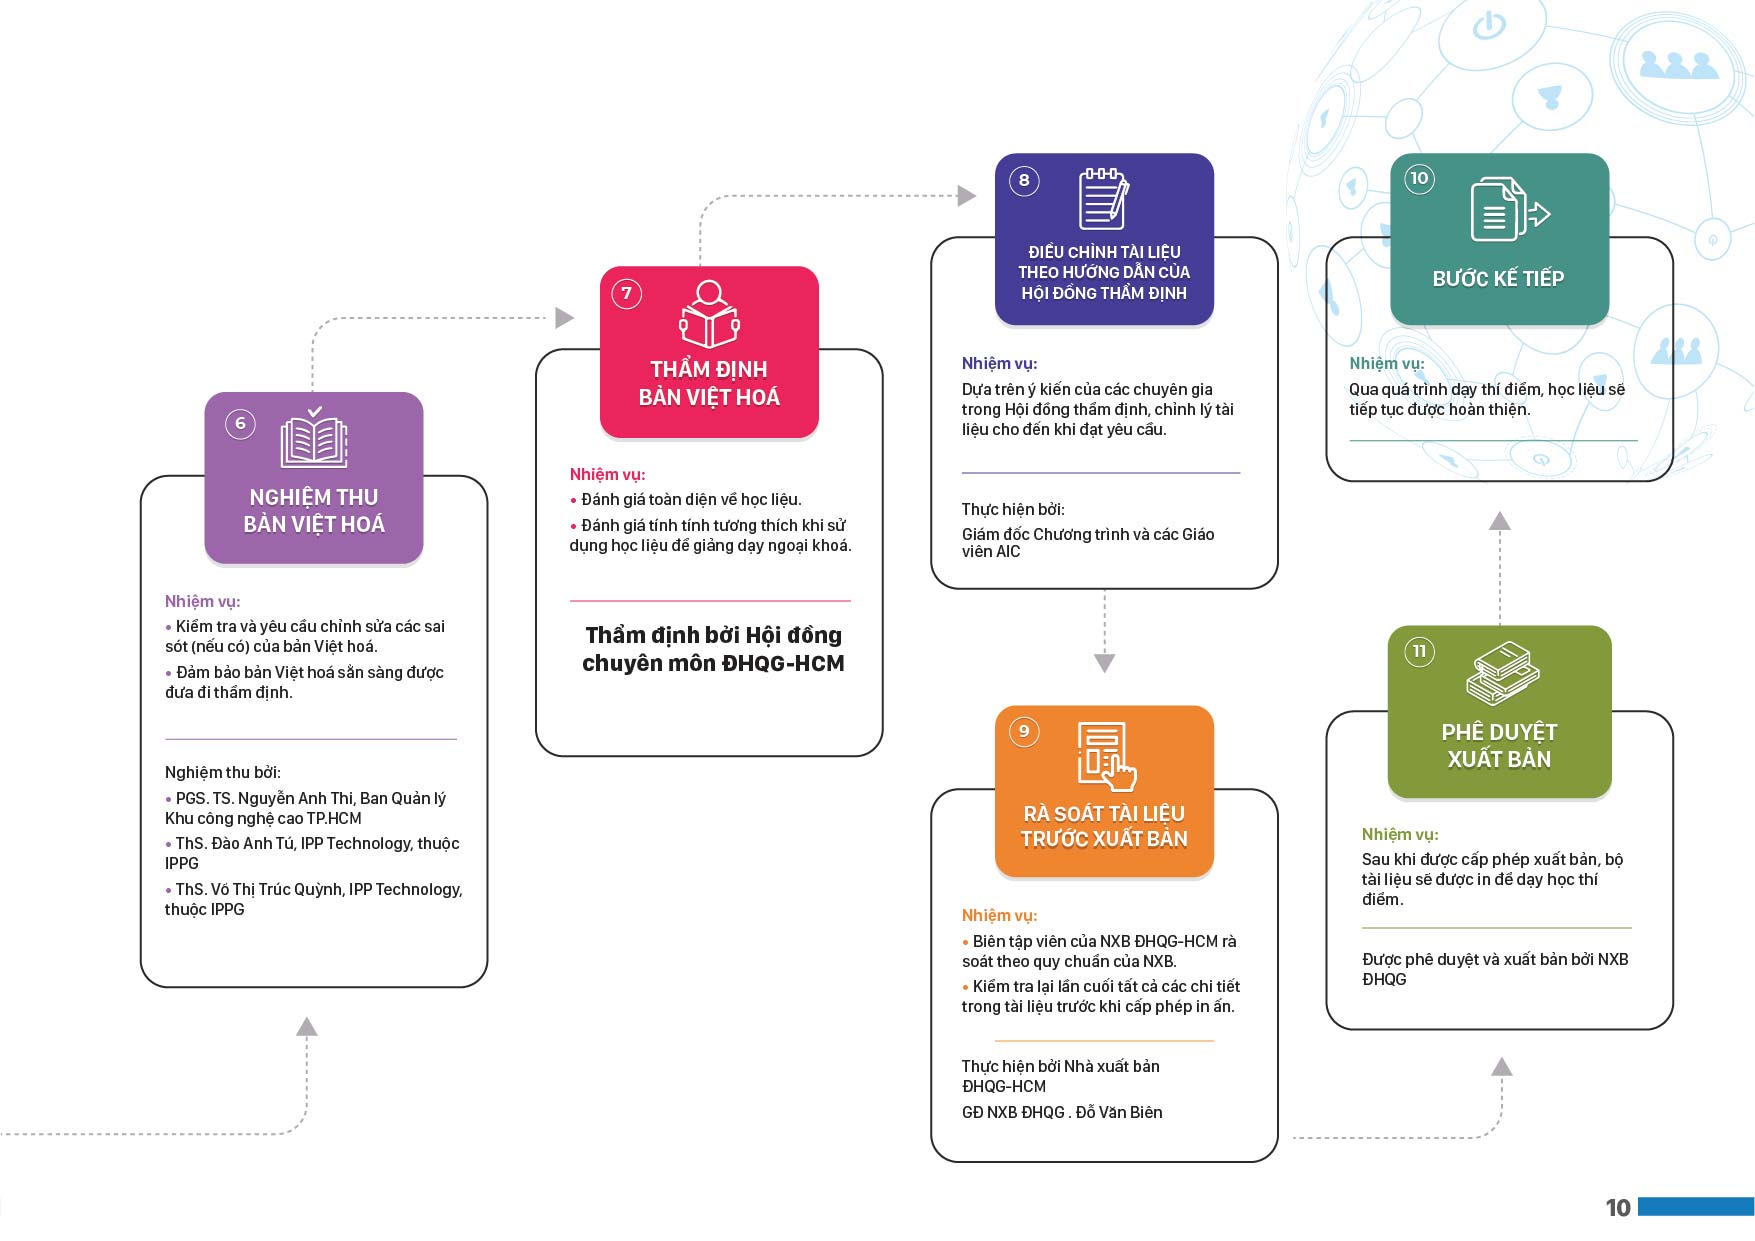 6
NGHIỆM THU
BẢN VIỆT HOÁ
Nhiệm vụ:
• Kiểm tra và yêu cầu chỉnh sửa các sai
sót (nếu có) của bản Việt hoá.
• Đảm bảo bản Việt hoá sẵn sàng được
đưa đi thẩm định.
Nghiệm thu bởi:
• PGS. TS. Nguyễn Anh Thi, Ban Quản lý
Khu công nghệ cao TP.HCM
• ThS. Đào Anh Tú, IPP Technology, thuộc
IPPG
• ThS. Võ Thị Trúc Quỳnh, IPP Technology,
thuộc IPPG
7
THẨM ĐỊNH
BẢN VIỆT HOÁ
Nhiệm vụ:
• Đánh giá toàn diện về học liệu.
• Đánh giá tính tính tương thích khi sử
dụng học liệu để giảng dạy ngoại khoá.
Thẩm định bởi Hội đồng
chuyên môn ĐHQG-HCM
8
ĐIỀU CHỈNH TÀI LIỆU
THEO HƯỚNG DẪN CỦA
HỘI ĐỒNG THẨM ĐỊNH
Nhiệm vụ:
Dựa trên ý kiến của các chuyên gia
trong Hội đồng thẩm định, chỉnh lý tài
liệu cho đến khi đạt yêu cầu.
Thực hiện bởi:
Giám đốc Chương trình và các Giáo
viên AIC
9
RÀ SOÁT TÀI LIỆU
TRƯỚC XUẤT BẢN
Nhiệm vụ:
• Biên tập viên của NXB ĐHQG-HCM rà
soát theo quy chuẩn của NXB.
• Kiểm tra lại lần cuối tất cả các chi tiết
trong tài liệu trước khi cấp phép in ấn.
Thực hiện bởi Nhà xuất bản
ĐHQG-HCM
GĐ NXB ĐHQG . Đỗ Văn Biên
10
BƯỚC KẾ TIẾP
Nhiệm vụ:
Qua quá trình dạy thí điểm, học liệu sẽ
tiếp tục được hoàn thiện.
11
PHÊ DUYỆT
XUẤT BẢN
Nhiệm vụ:
Sau khi được cấp phép xuất bản, bộ
tài liệu sẽ được in để dạy học thí
điểm.
Được phê duyệt và xuất bản bởi NXB
ĐHQG
10